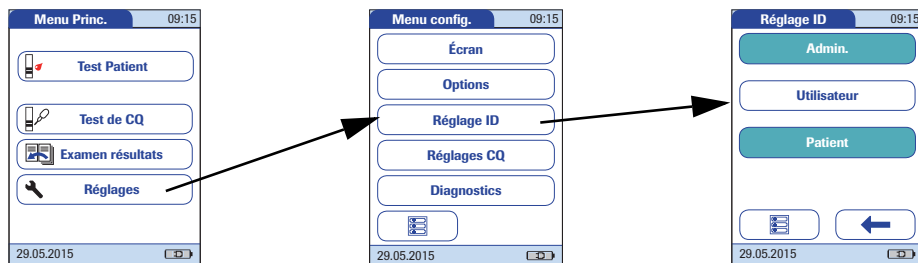 Menu Princ. 09:15
Test Patient
Test de CQ
Examen résultats
Réglages
29.05.2015
Menu config. 09:15
Écran
Options
Réglage ID
Réglages CQ
Diagnostics
29.05.2015
Réglage ID 09:15
Admin.
Utilisateur
Patient
29.05.2015